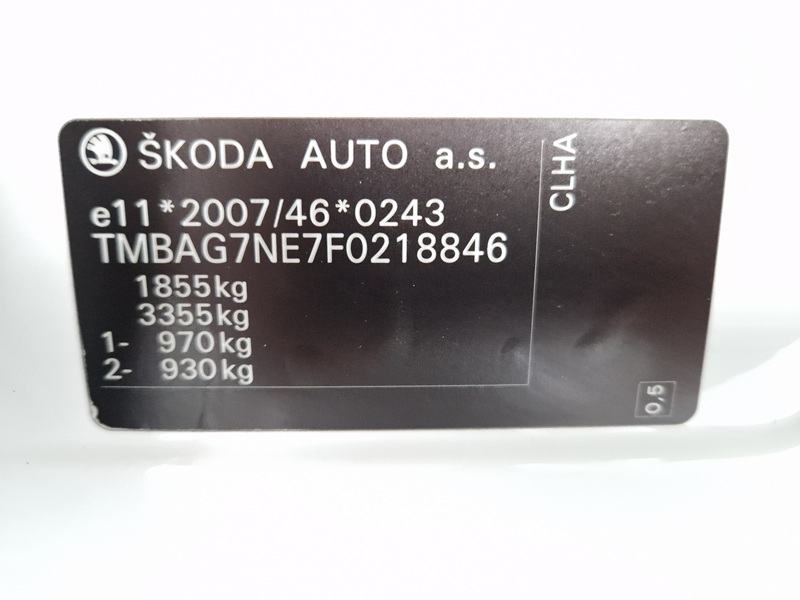 ŠKODA AUTO a.s.
e11*2007/46*0243
TMBAG7NE7F0218846
1855kg
3355kg
1- 970kg
2- 930kg
CLHA
0,5